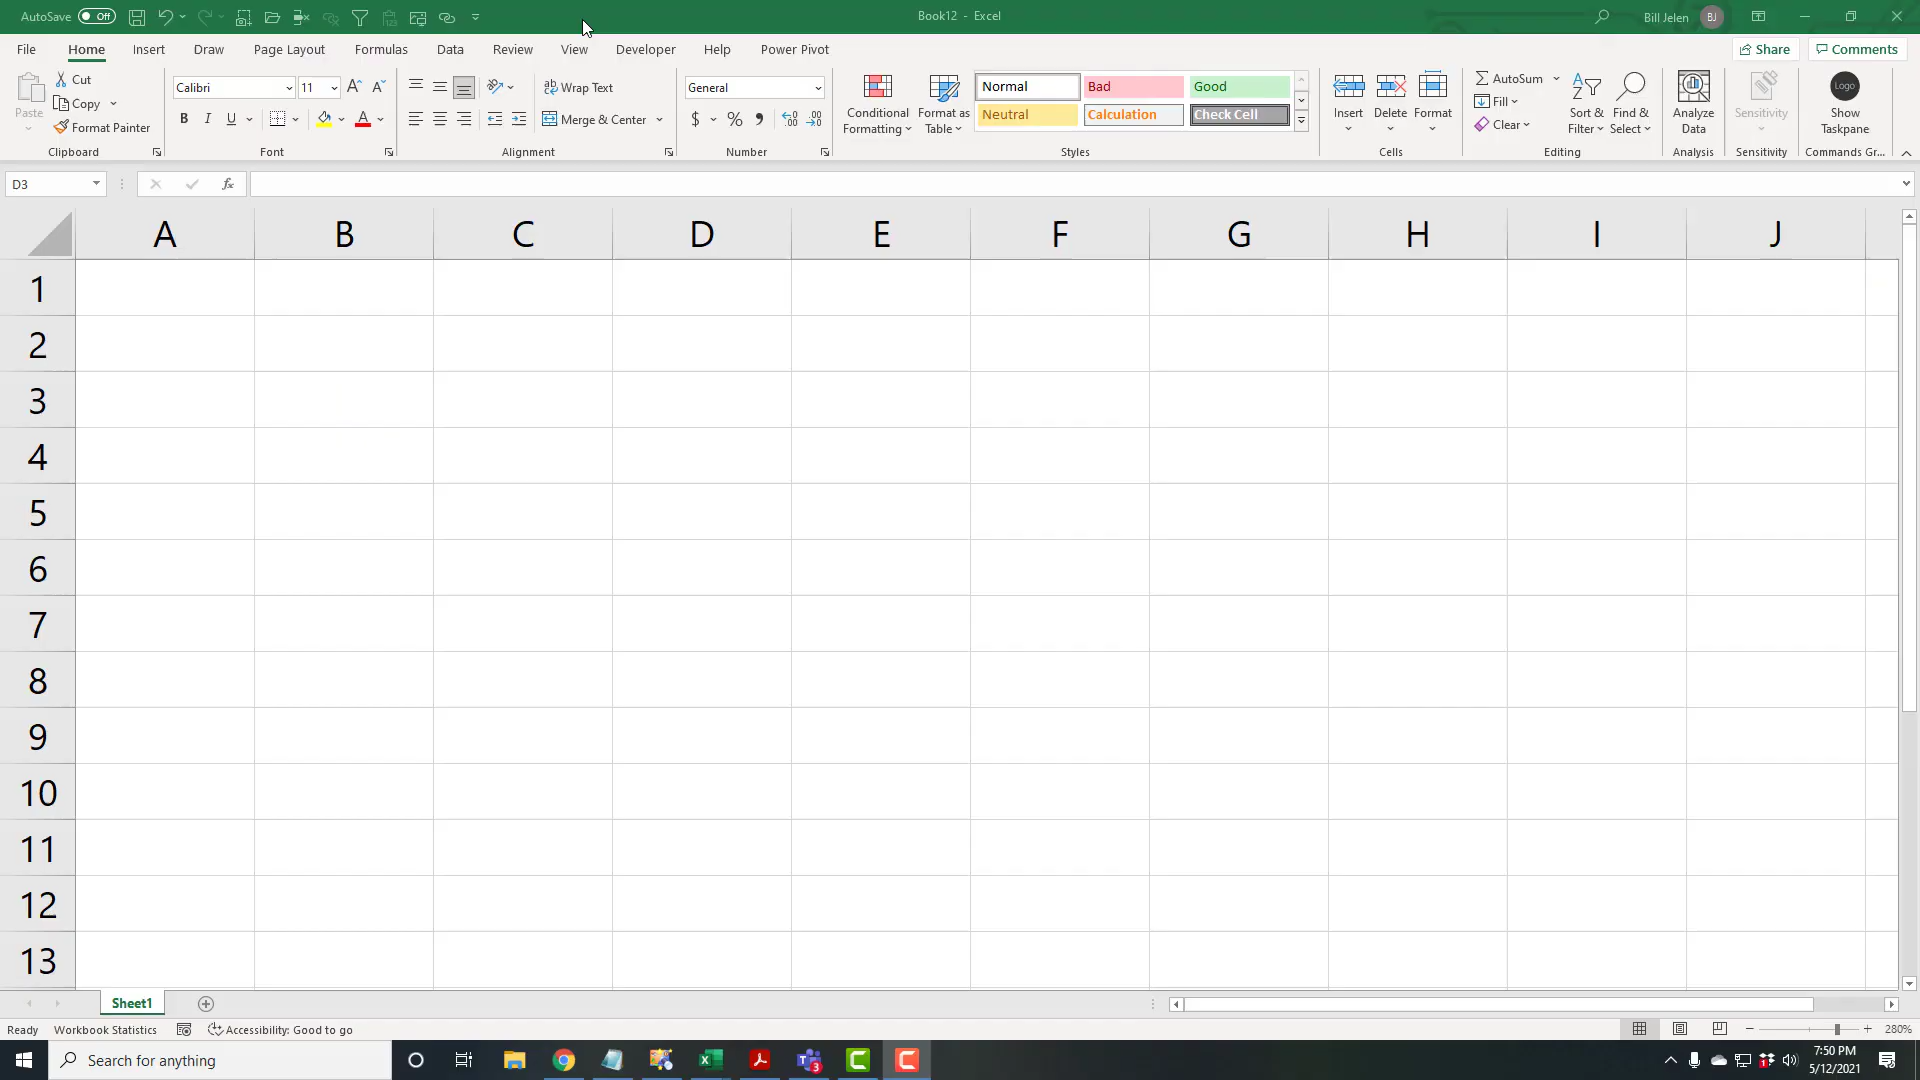 AutoSave Off Book12 - Excel Bill Jelen BJ
File Home Insert Draw Page Layout Formulas Data Review View Developer Help Power Pivot Share Comments
Paste
Cut
Copy
Format Painter
Clipboard
Calibri 11
B I U A
Font
Wrap Text
Merge & Center
Alignment
General
$ % 9
Number
Conditional Formatting
Format as Table
Normal Bad Good
Neutral Calculation Check Cell
Styles
Insert Delete Format
Cells
AutoSum
Fill
Clear
Sort & Filter
Find & Select
Editing
Analyze Data
Analysis
Sensitivity
Sensitivity
Logo
Show Taskpane
Commands Gr...
D3 fx
A B C D E F G H I J
1
2
3
4
5
6
7
8
9
10
11
12
13
Sheet1
Ready Workbook Statistics Accessibility: Good to go 280%
Search for anything 7:50 PM
5/12/2021